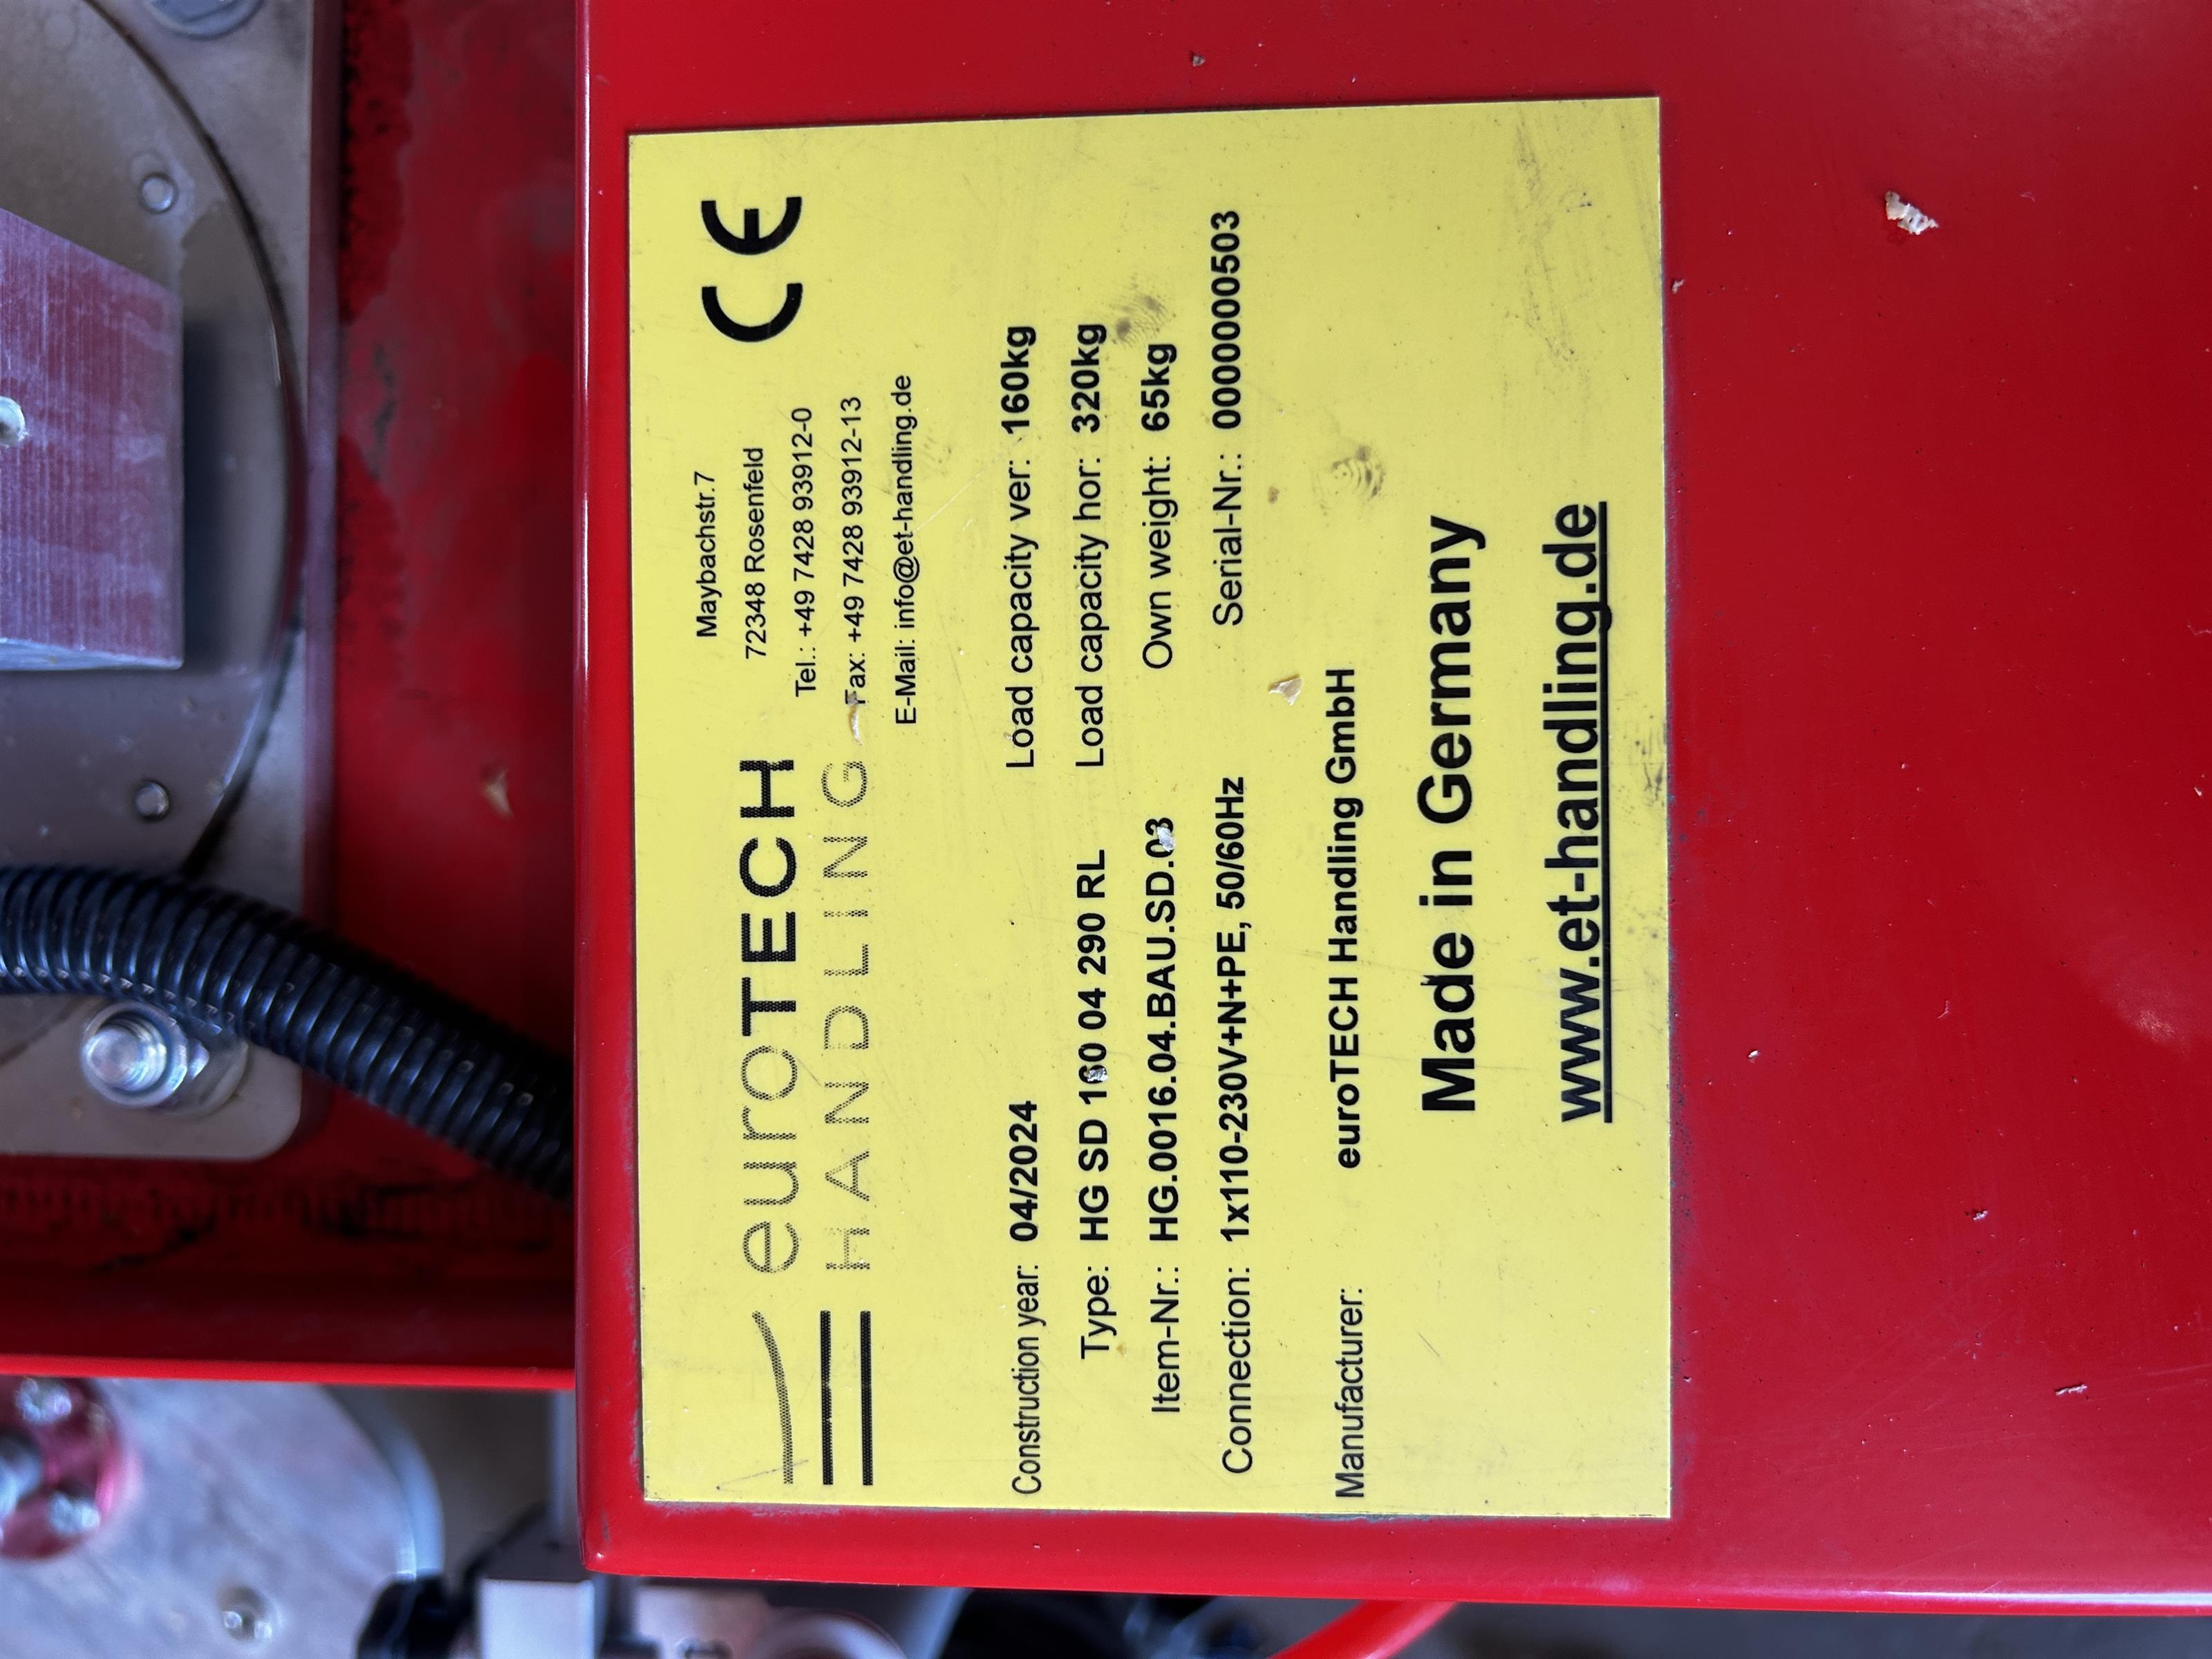 euroTECH
HANDLING
Maybachstr.7
72348 Rosenfeld
Tel.: +49 7428 93912-0
Fax: +49 7428 93912-13
E-Mail: info@et-handling.de
CE
Construction year: 04/2024
Load capacity ver: 160kg
Type: HG SD 160 04 290 RL
Load capacity hor: 320kg
Item-Nr.: HG.0016.04.BAU.SD.03
Own weight: 65kg
Connection: 1x110-230V+N+PE, 50/60Hz
Serial-Nr.: 0000000503
Manufacturer: euroTECH Handling GmbH
Made in Germany
www.et-handling.de